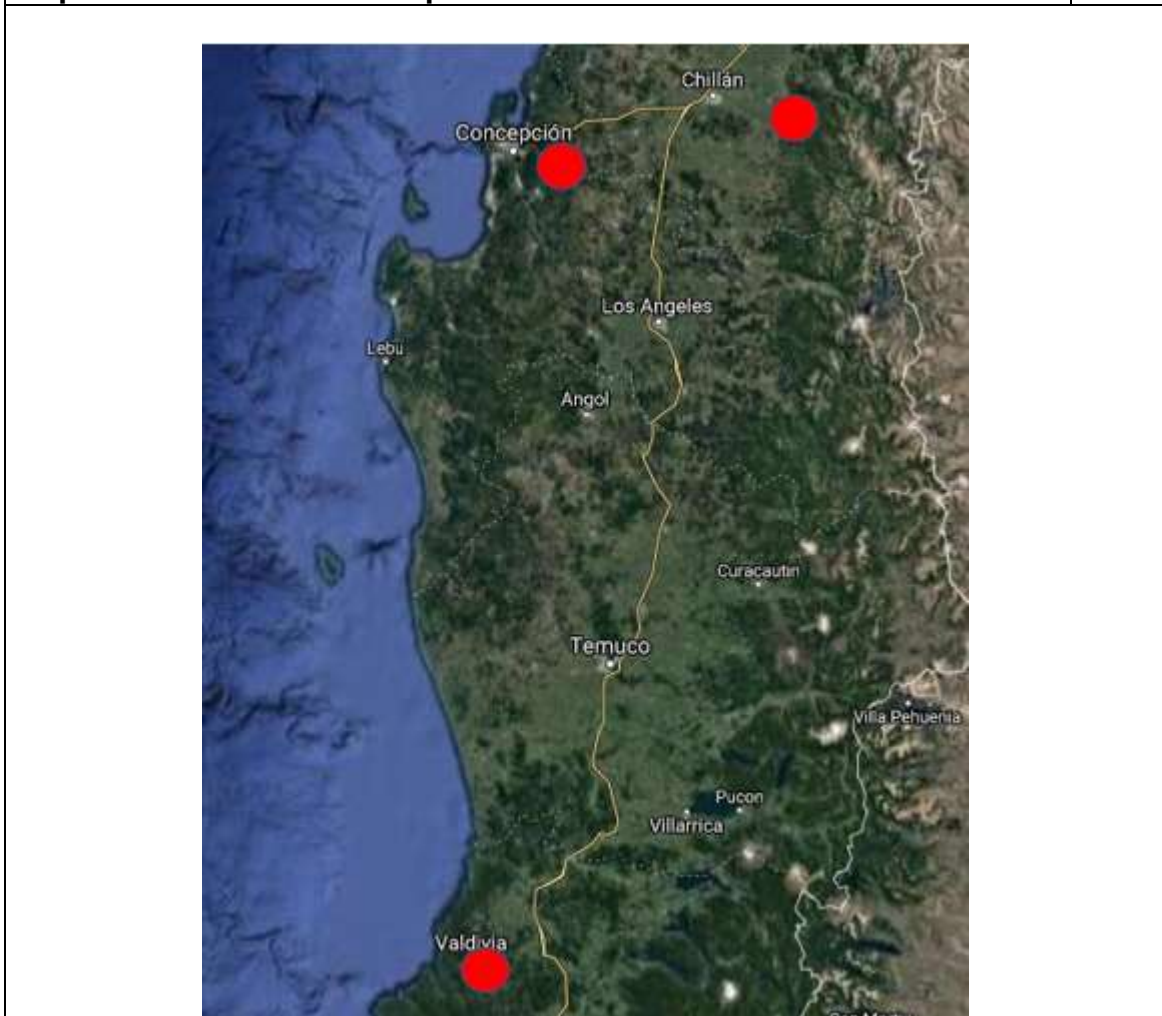 Chillán
Concepción
Los Angeles
Lebu
Angol
Curacautín
Temuco
Villa Pehuenia
Pucon
Villarrica
Valdivia